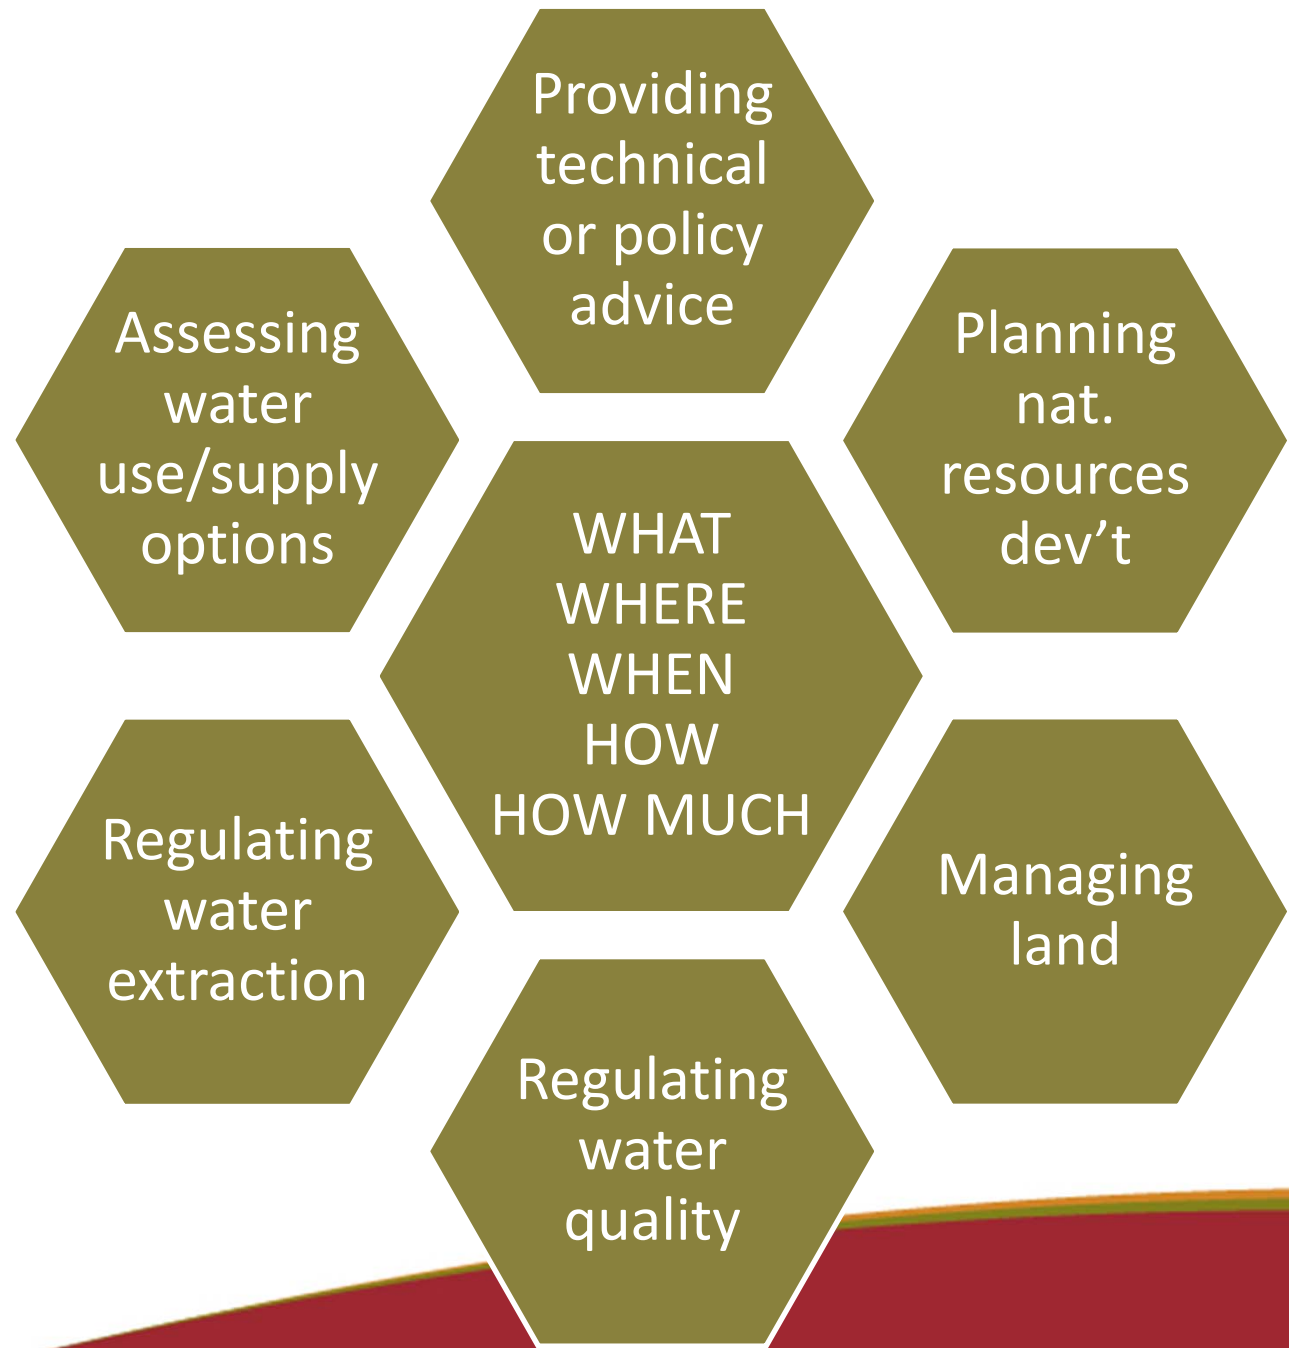 Providing
technical
or policy
advice
Assessing
water
use/supply
options
Planning
nat.
resources
dev’t
WHAT
WHERE
WHEN
HOW
HOW MUCH
Regulating
water
extraction
Managing
land
Regulating
water
quality